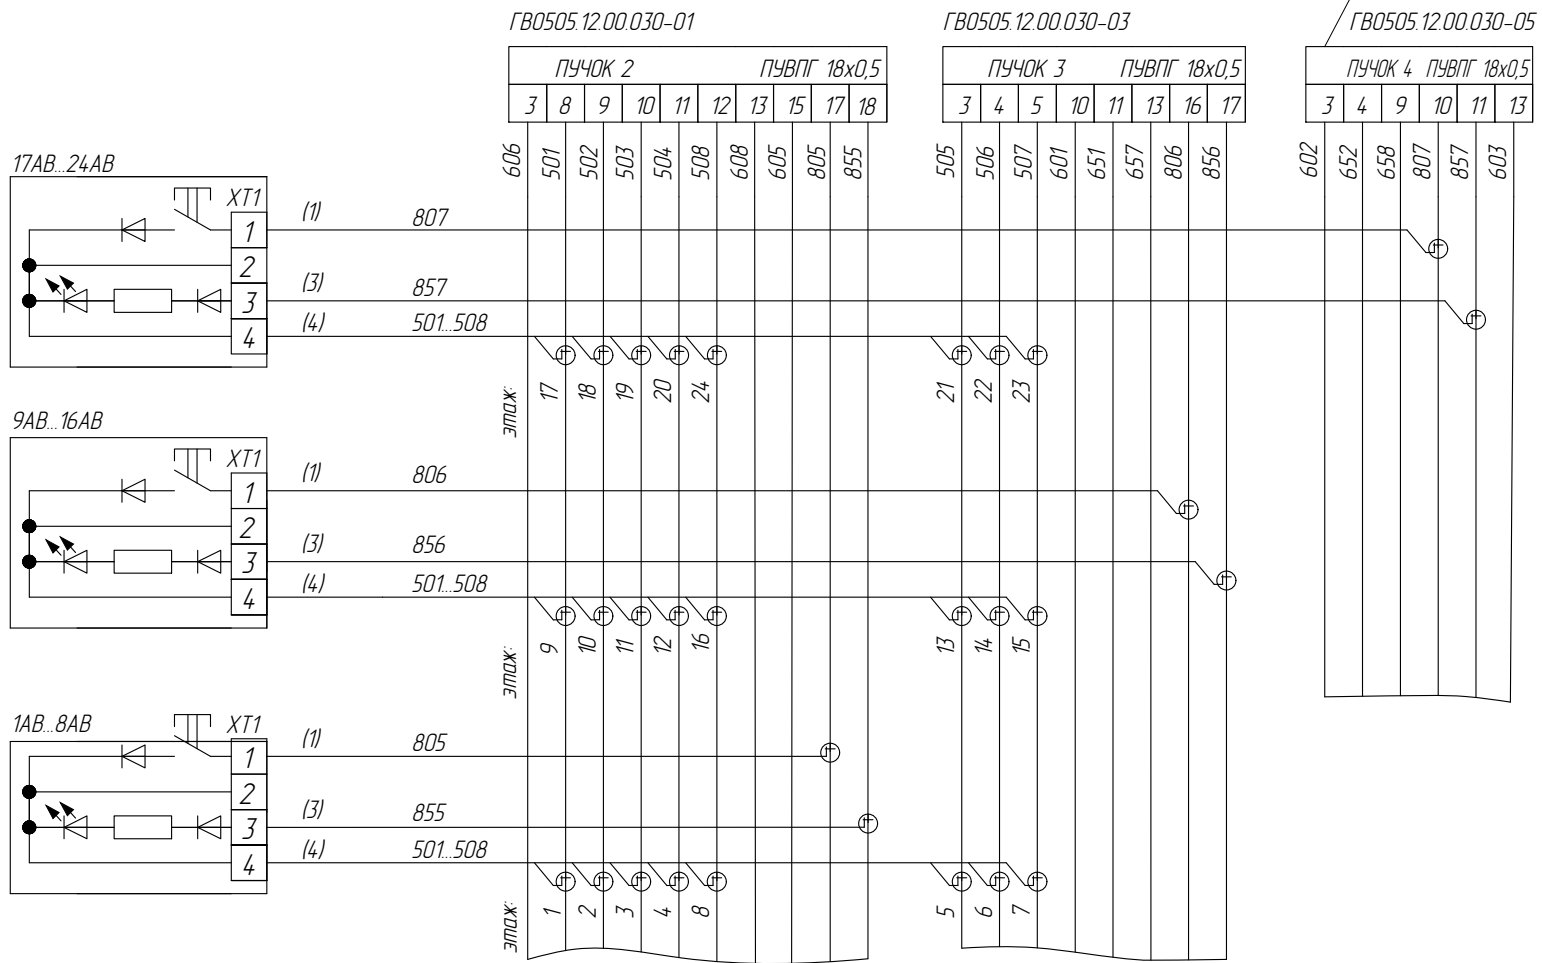 ГВ0505.12.00.030-01 ГВ0505.12.00.030-03 ГВ0505.12.00.030-05
ПУЧОК 2 ПУВПГ 18х0,5 ПУЧОК 3 ПУВПГ 18х0,5 ПУЧОК 4 ПУВПГ 18х0,5
3 8 9 10 11 12 13 15 17 18 3 4 5 10 11 13 16 17 3 4 9 10 11 13
606 501 502 503 504 508 608 605 805 855 505 506 507 601 651 657 806 856 602 652 658 807 857 603
17АВ...24АВ
ХТ1
1 (1) 807
2
3 (3) 857
4 (4) 501...508
этаж: 17 18 19 20 24 21 22 23
9АВ...16АВ
ХТ1
1 (1) 806
2
3 (3) 856
4 (4) 501...508
этаж: 9 10 11 12 16 13 14 15
1АВ...8АВ
ХТ1
1 (1) 805
2
3 (3) 855
4 (4) 501...508
этаж: 1 2 3 4 8 5 6 7